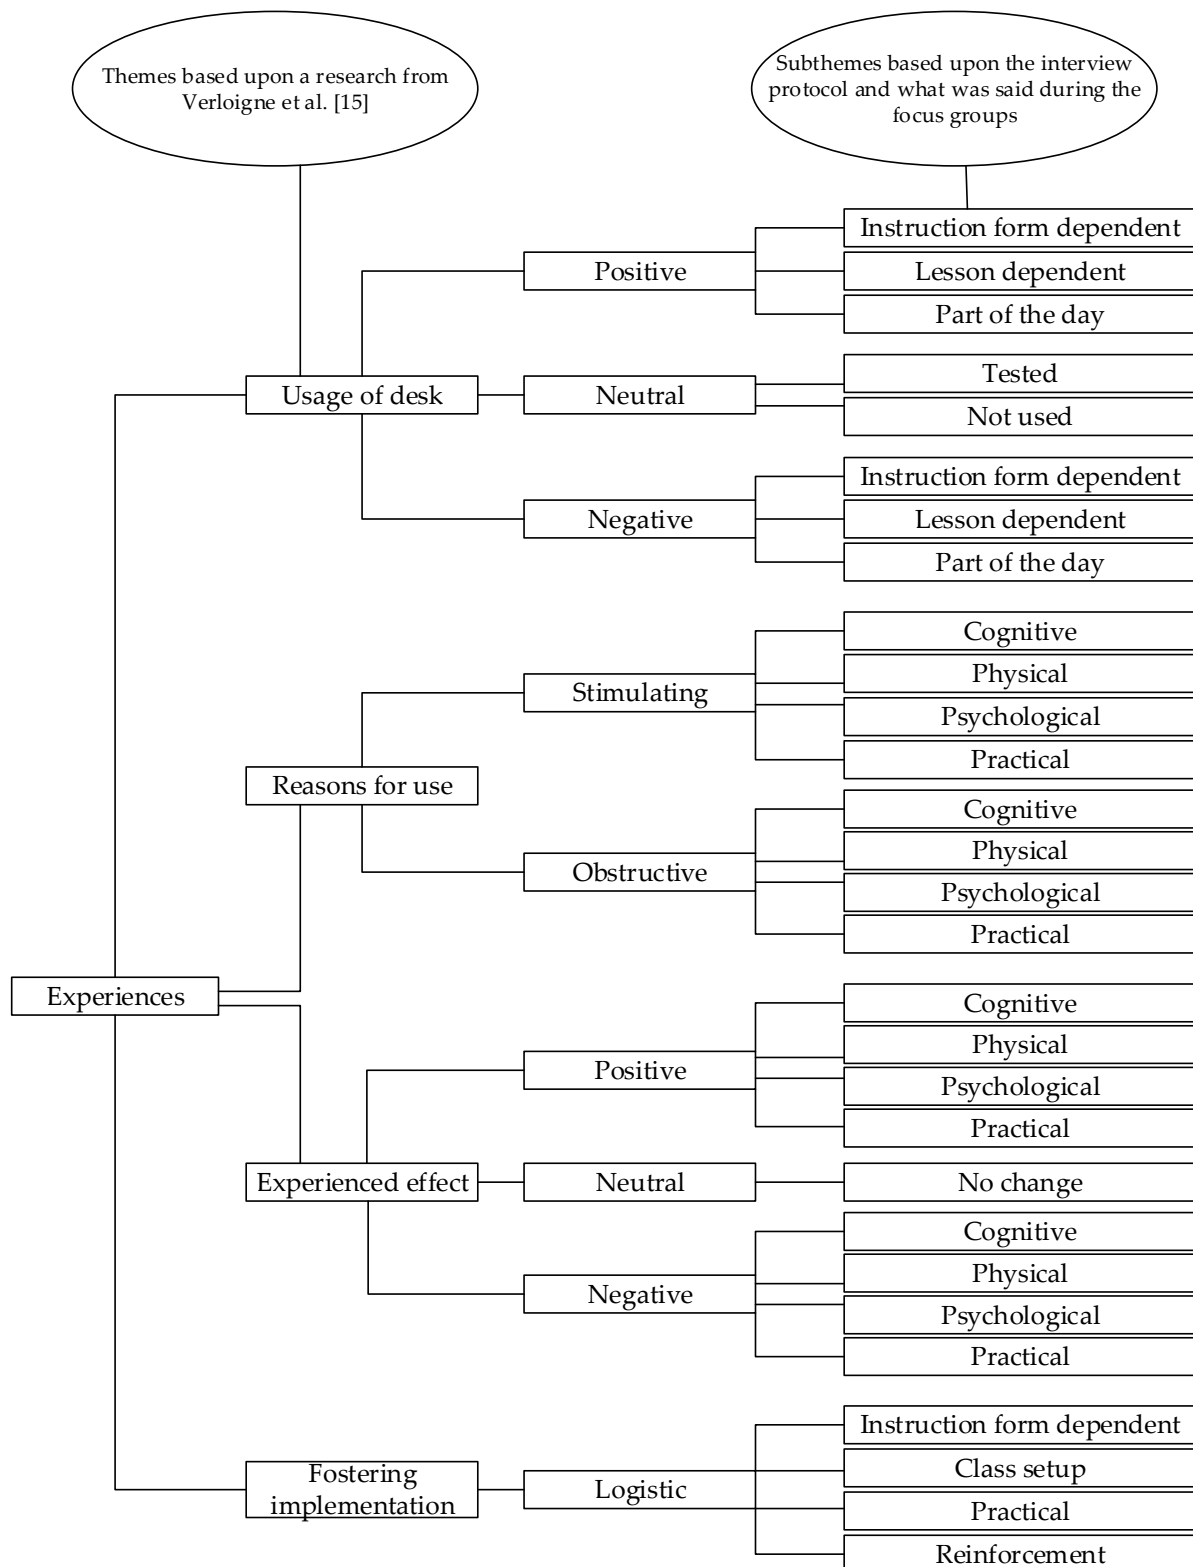 Themes based upon a research from
Verloigne et al. [15]
Subthemes based upon the interview
protocol and what was said during the
focus groups
Instruction form dependent
Positive
Lesson dependent
Part of the day
Tested
Usage of desk
Neutral
Not used
Instruction form dependent
Negative
Lesson dependent
Part of the day
Cognitive
Physical
Stimulating
Psychological
Practical
Reasons for use
Cognitive
Physical
Obstructive
Psychological
Practical
Experiences
Cognitive
Physical
Positive
Psychological
Practical
Experienced effect
Neutral
No change
Cognitive
Physical
Negative
Psychological
Practical
Instruction form dependent
Fostering
implementation
Logistic
Class setup
Practical
Reinforcement